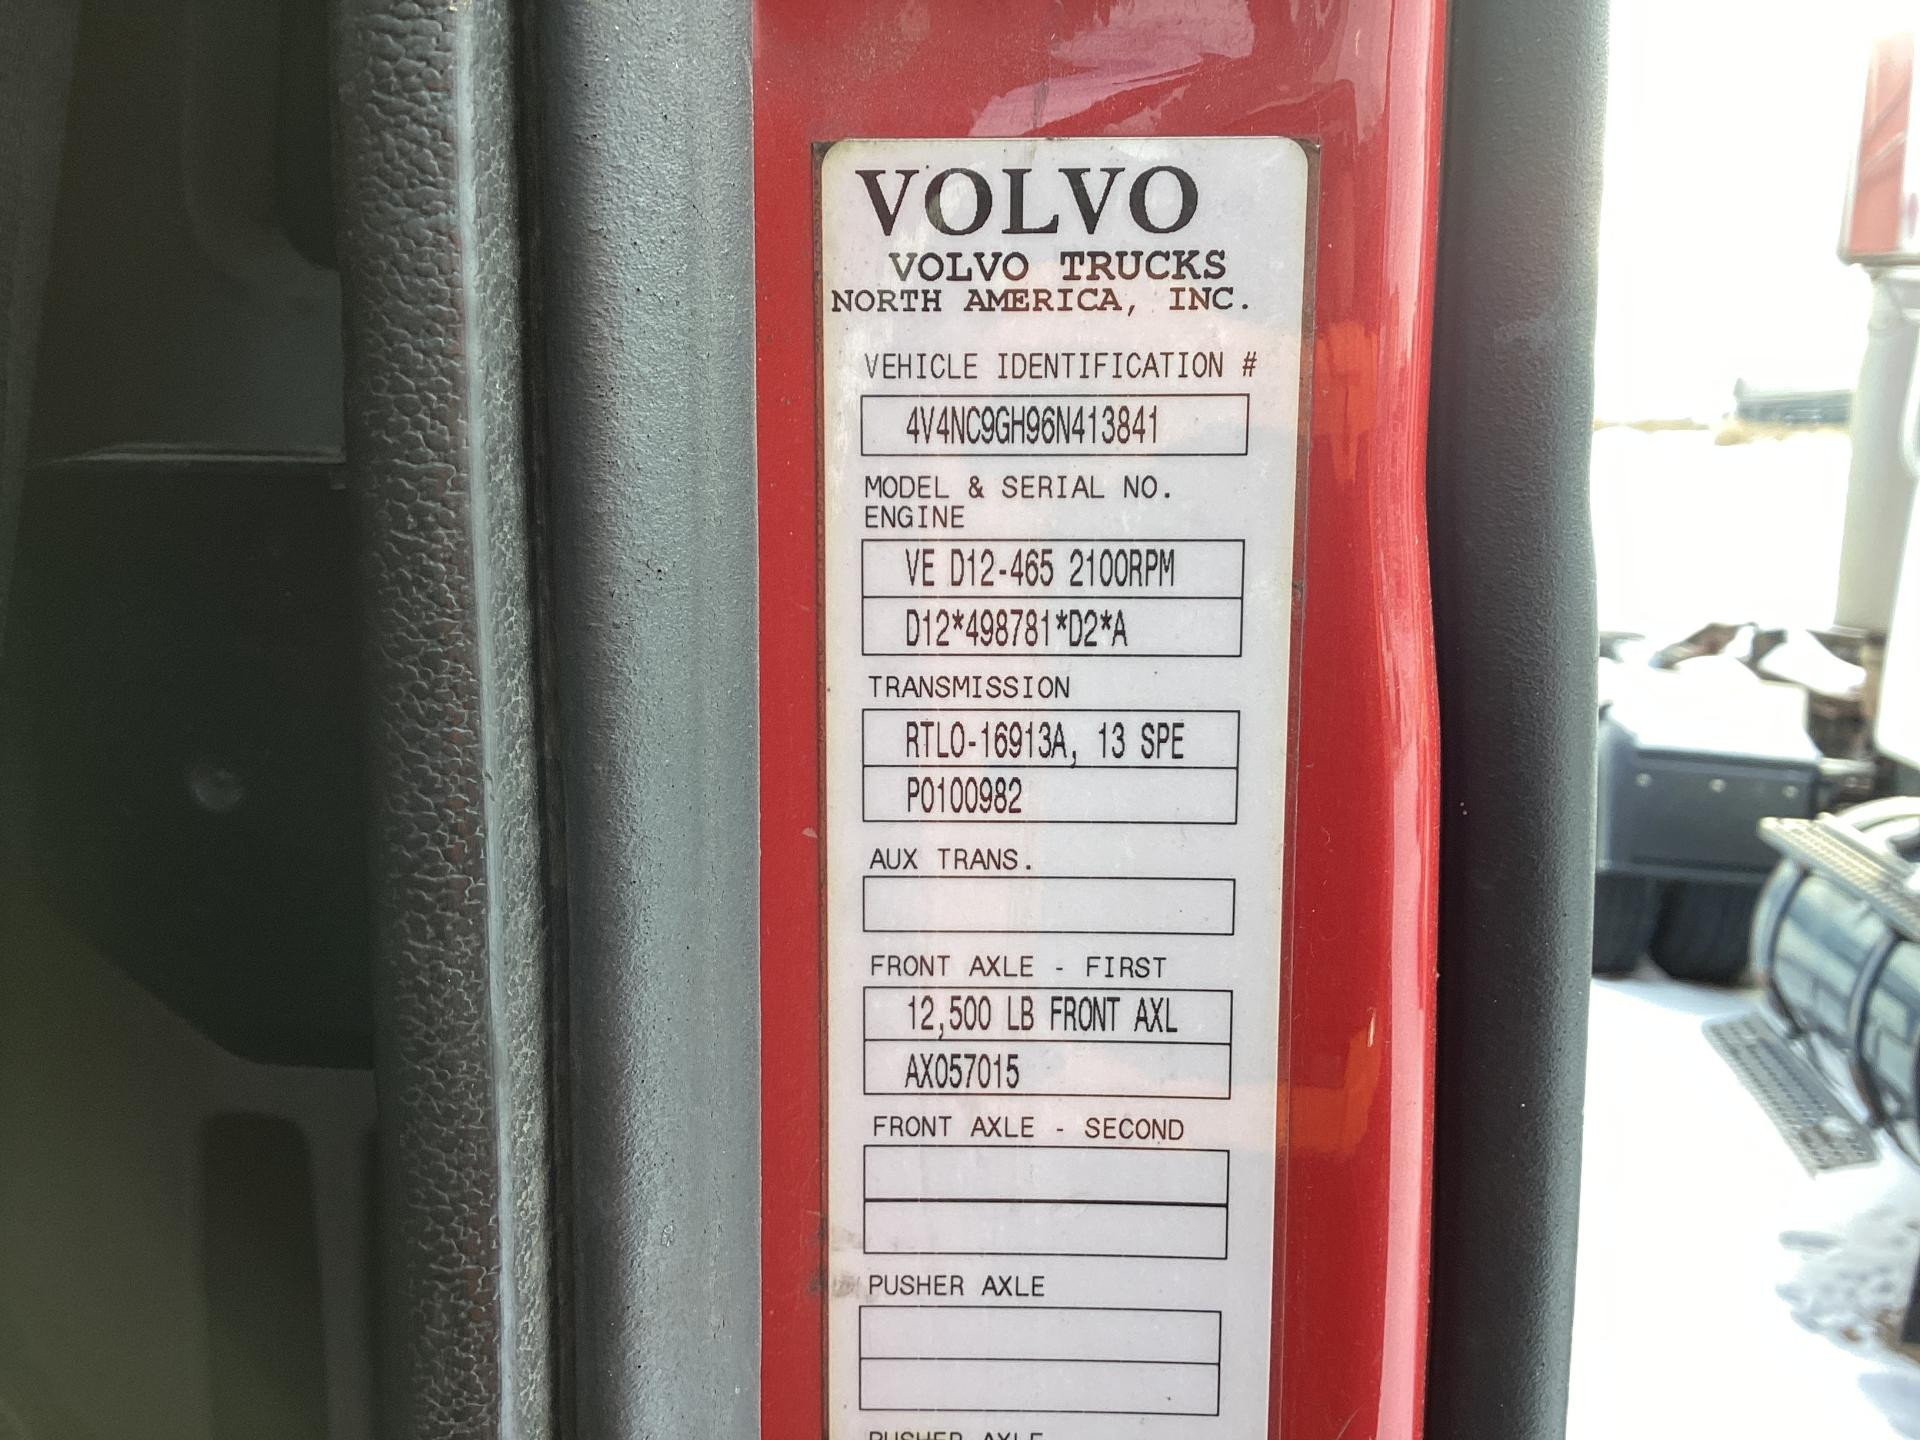 VOLVO
VOLVO TRUCKS
NORTH AMERICA, INC.
VEHICLE IDENTIFICATION #
4V4NC9GH96N413841
MODEL & SERIAL NO.
ENGINE
VE D12-465 2100RPM
D12*498781*D2*A
TRANSMISSION
RTLO-16913A, 13 SPE
P0100982
AUX TRANS.
FRONT AXLE - FIRST
12,500 LB FRONT AXL
AX057015
FRONT AXLE - SECOND
PUSHER AXLE
PUSHER AXLE